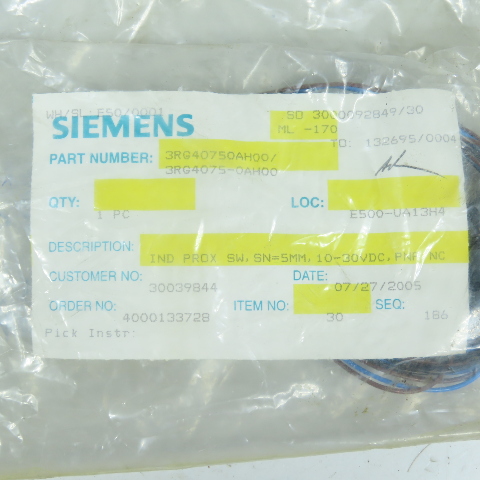 WH/SL: E50/0001 SD 3020092849/30
SIEMENS ML -170
TO: 132695/0004
PART NUMBER: 3RG40750AH00/
3RG4075-0AH00
QTY: LOC:
1 PC E500-0A13H4
DESCRIPTION: IND PROX SW, SN=5MM, 10-30VDC, PNP, NC
CUSTOMER NO: DATE:
30039844 07/27/2005
ORDER NO: 4000133728 ITEM NO: 30 SEQ: 186
Pick Instr: